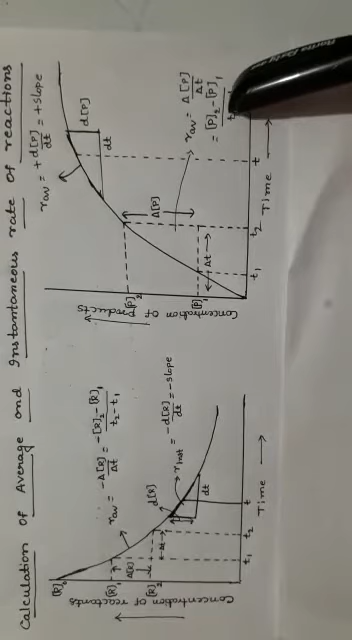 Calculation of Average and Instantaneous rate of reactions
Concentration of reactants
[R]₀
[R]₁
[R]₂
Δ[R]
Δt
r_av = -Δ[R]/Δt = -[R]₂-[R]₁/t₂-t₁
d[R]
r_inst = -d[R]/dt = -slope
dt
t₁ t₂ t
Time →
Concentration of products
[P]₂
[P]₁
Δ[P]
Δt
r_av = +d[P]/dt = +slope
d[P]
dt
r_av = Δ[P]/Δt
= [P]₂-[P]₁
t₁ t₂ t
Time →